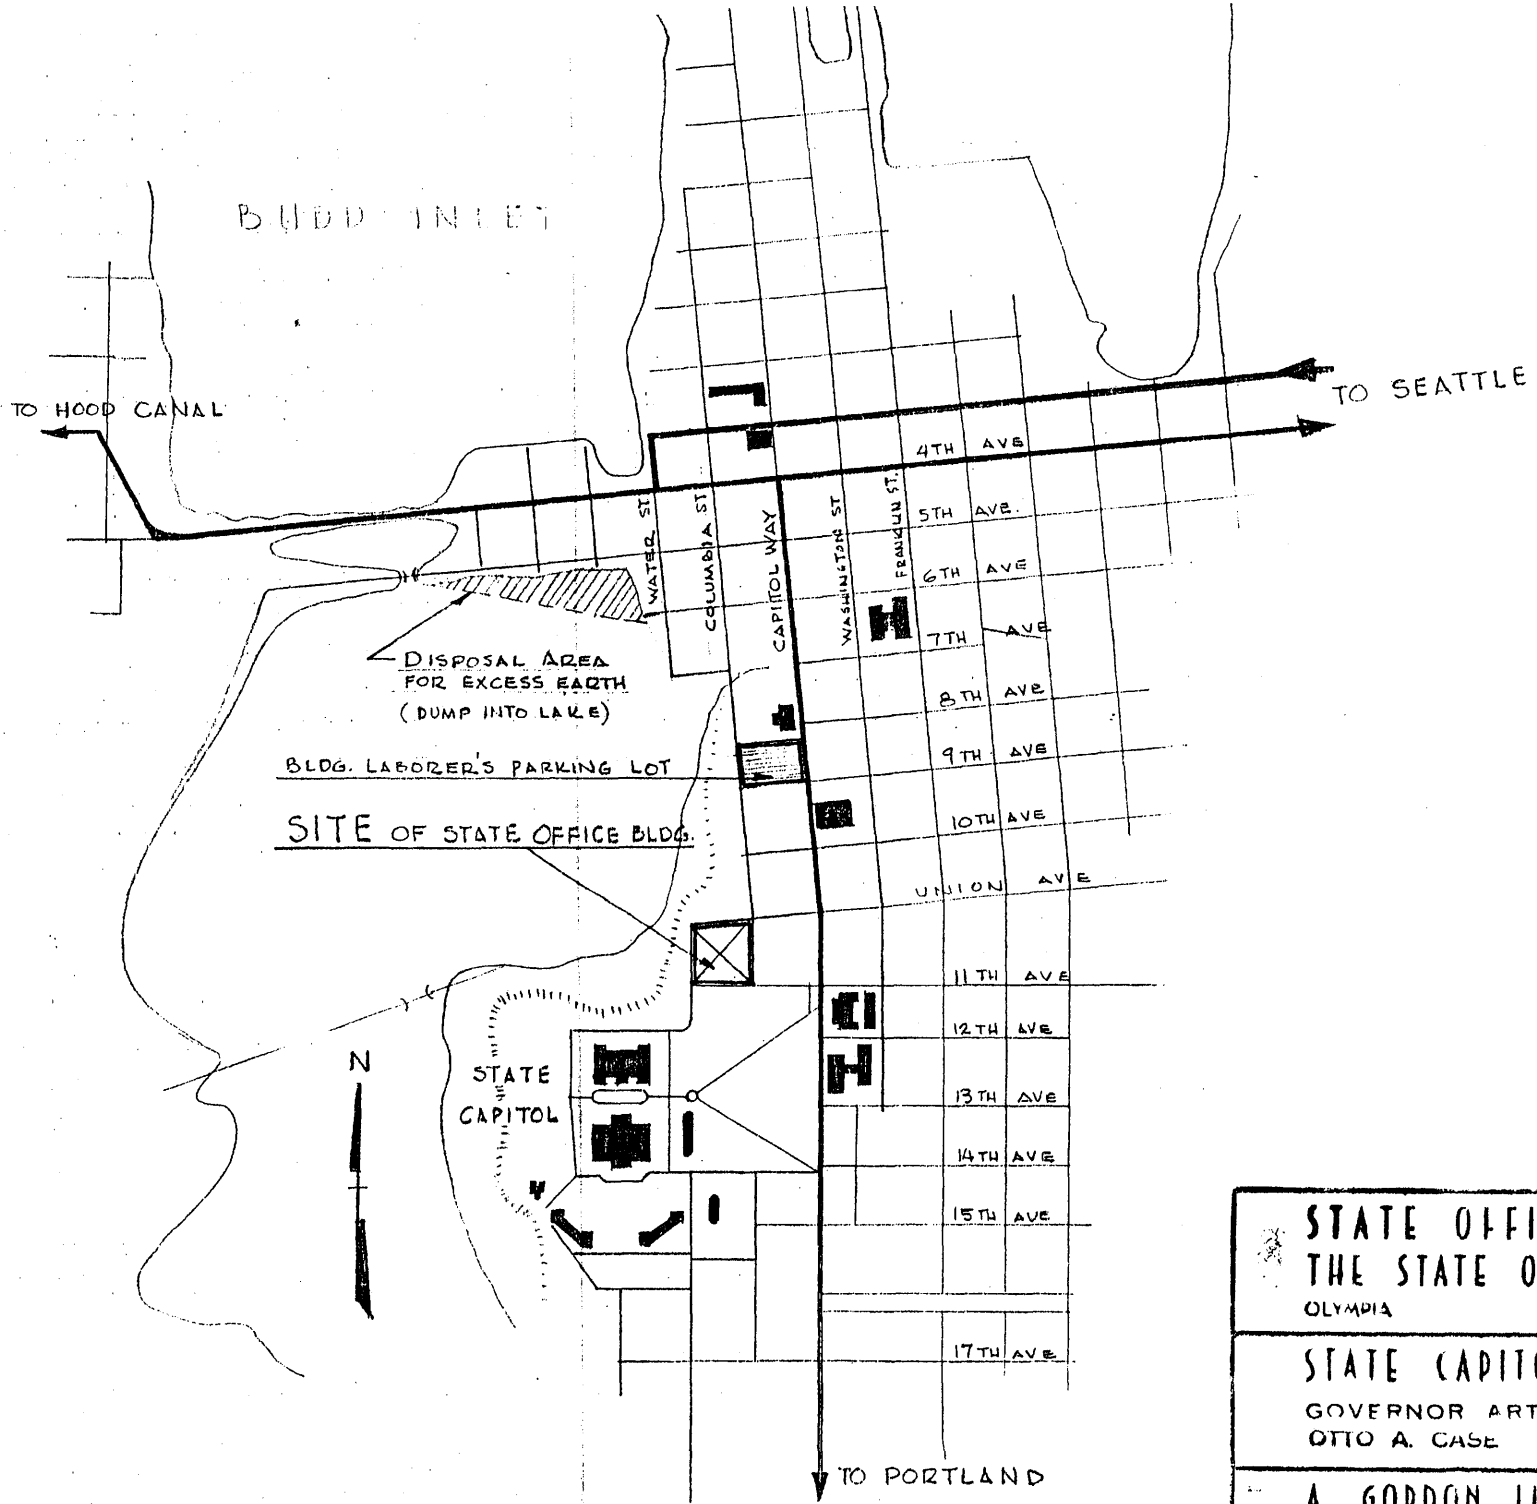 BUDD INLET
TO HOOD CANAL
TO SEATTLE
4TH AVE
WATER ST
COLUMBIA ST
CAPITOL WAY
WASHINGTON ST
FRANKLIN ST.
5TH AVE.
6TH AVE
7TH AVE
DISPOSAL AREA
FOR EXCESS EARTH
(DUMP INTO LAKE)
8TH AVE
9TH AVE
BLDG. LABORER'S PARKING LOT
10TH AVE
SITE OF STATE OFFICE BLDG.
UNION AVE
11TH AVE
12TH AVE
N
STATE
CAPITOL
13TH AVE
14TH AVE
15TH AVE
17TH AVE
TO PORTLAND
STATE OFFI
THE STATE O
OLYMPIA
STATE CAPIT
GOVERNOR ART
OTTO A. CASE
A. GORDON